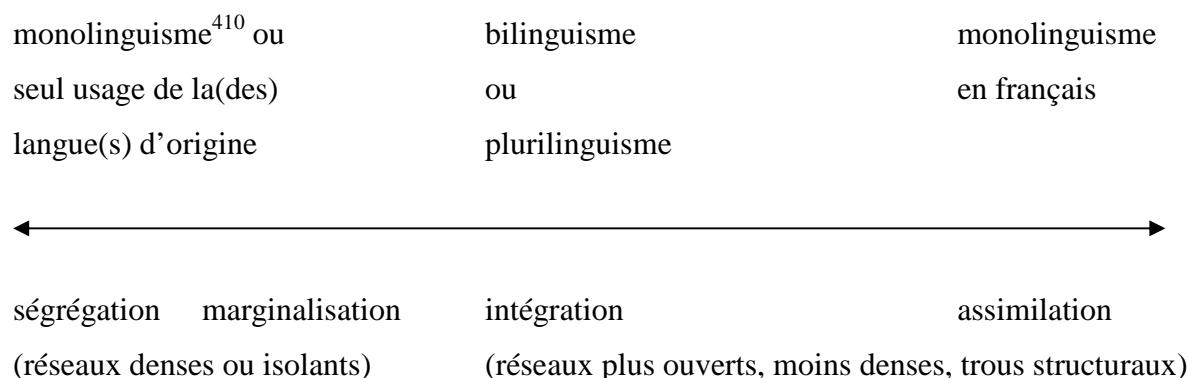 monolinguisme410 ou bilinguisme monolinguisme
seul usage de la(des) ou en français
langue(s) d'origine plurilinguisme
ségrégation marginalisation intégration assimilation
(réseaux denses ou isolants) (réseaux plus ouverts, moins denses, trous structuraux)